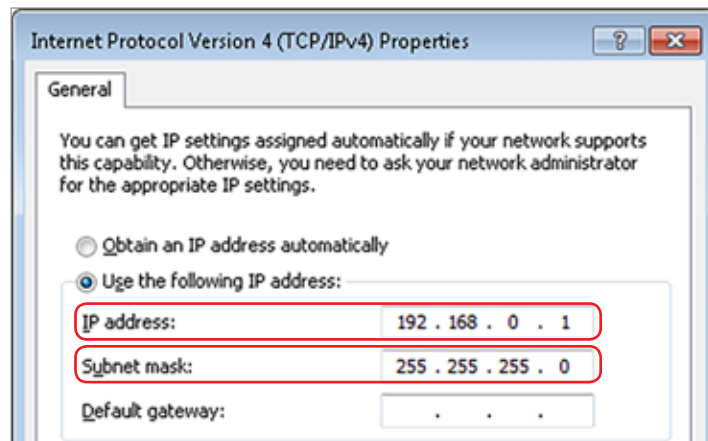 Internet Protocol Version 4 (TCP/IPv4) Properties
?
General
You can get IP settings assigned automatically if your network supports
this capability. Otherwise, you need to ask your network administrator
for the appropriate IP settings.
Obtain an IP address automatically
Use the following IP address:
IP address: 192 . 168 . 0 . 1
Subnet mask: 255 . 255 . 255 . 0
Default gateway: . . .